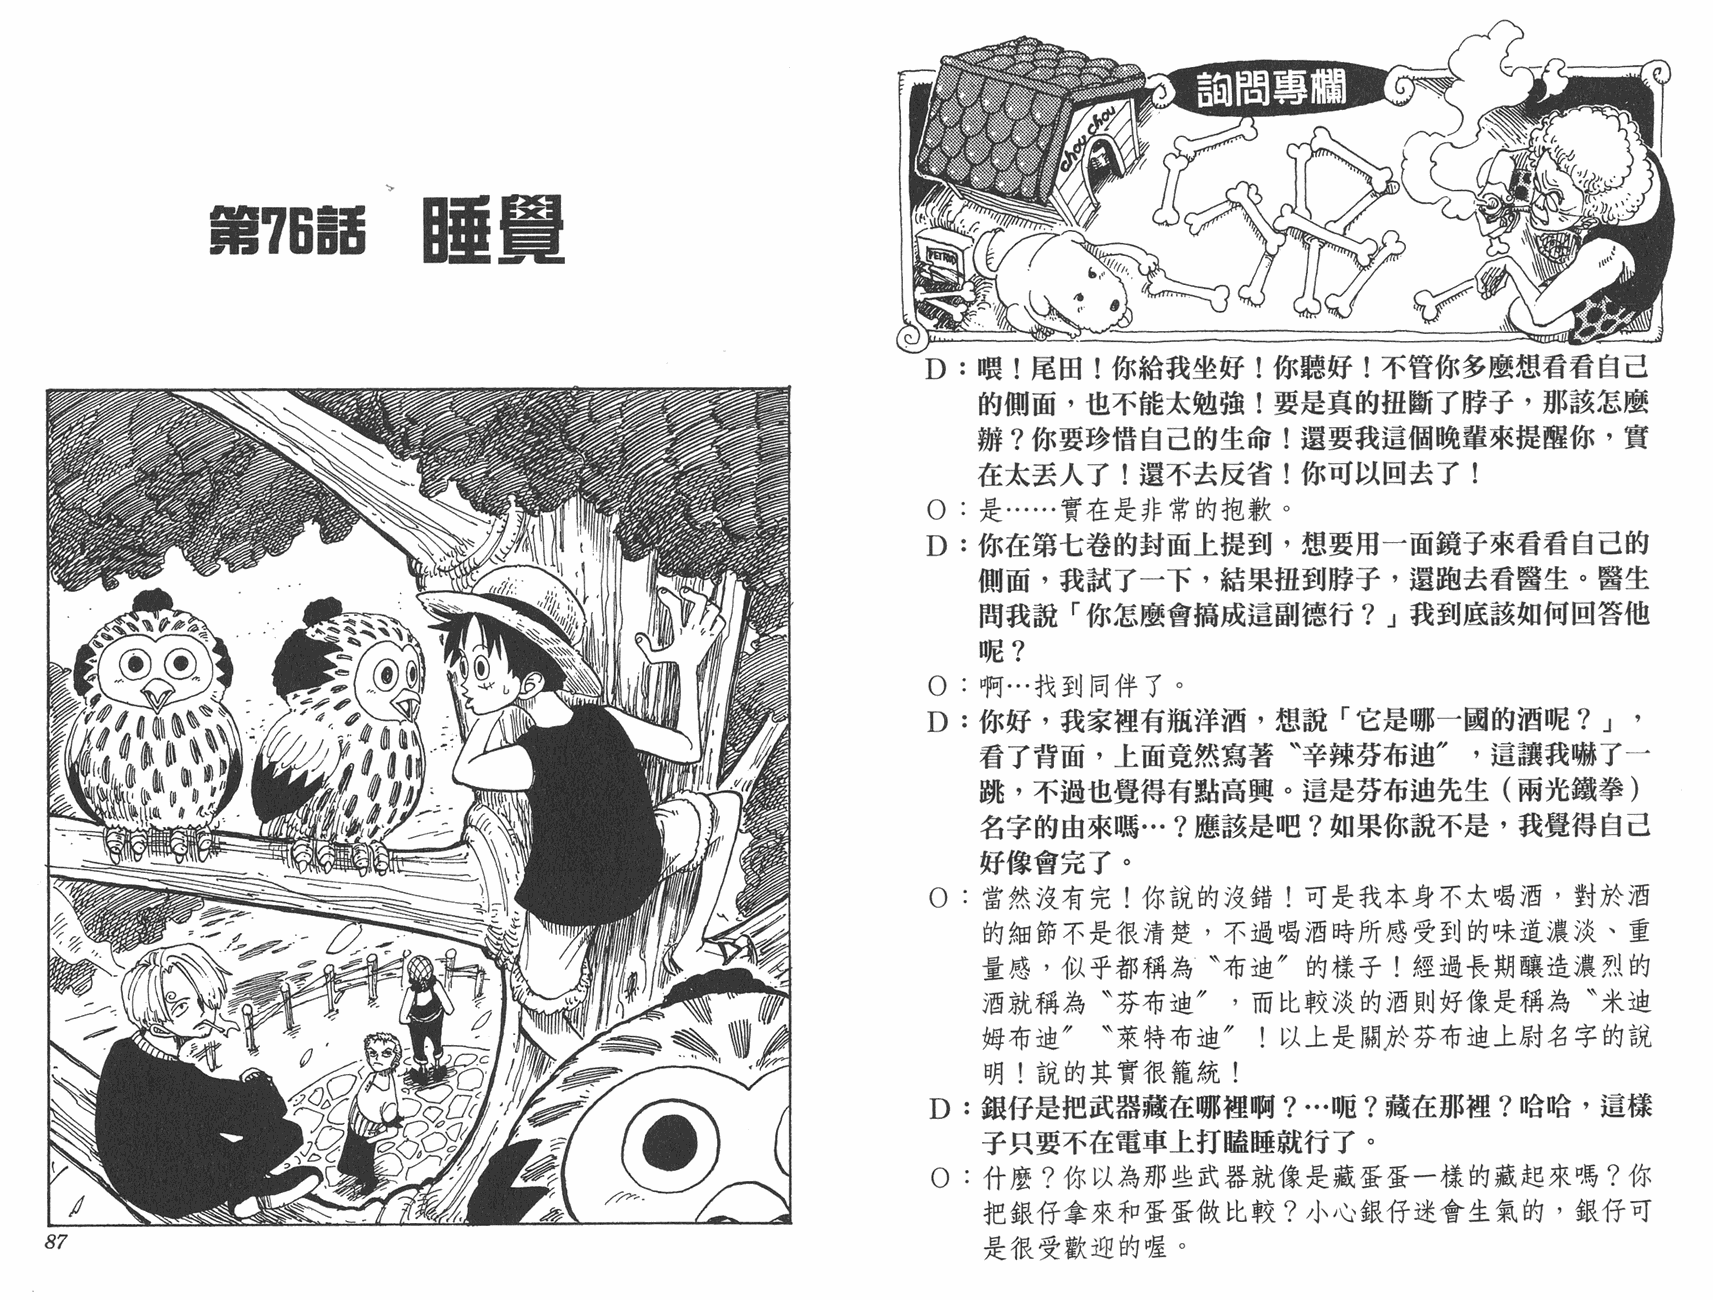 詢問專欄
chou chou
PETFOOD
D：喂！尾田！你給我坐好！你聽好！不管你多麼想看看自己
的側面，也不能太勉強！要是真的扭斷了脖子，那該怎麼
辦？你要珍惜自己的生命！還要我這個晚輩來提醒你，實
在太丟人了！還不去反省！你可以回去了！
O：是……實在是非常的抱歉。
D：你在第七卷的封面上提到，想要用一面鏡子來看看自己的
側面，我試了一下，結果扭到脖子，還跑去看醫生。醫生
問我說「你怎麼會搞成這副德行？」我到底該如何回答他
呢？
O：啊…找到同伴了。
D：你好，我家裡有瓶洋酒，想說「它是哪一國的酒呢？」，
看了背面，上面竟然寫著〝辛辣芬布迪〞，這讓我嚇了一
跳，不過也覺得有點高興。這是芬布迪先生（兩光鐵拳）
名字的由來嗎…？應該是吧？如果你說不是，我覺得自己
好像會完了。
O：當然沒有完！你說的沒錯！可是我本身不太喝酒，對於酒
的細節不是很清楚，不過喝酒時所感受到的味道濃淡、重
量感，似乎都稱為〝布迪〞的樣子！經過長期釀造濃烈的
酒就稱為〝芬布迪〞，而比較淡的酒則好像是稱為〝米迪
姆布迪〞〝萊特布迪〞！以上是關於芬布迪上尉名字的說
明！說的其實很籠統！
D：銀仔是把武器藏在哪裡啊？…呃？藏在那裡？哈哈，這樣
子只要不在電車上打瞌睡就行了。
O：什麼？你以為那些武器就像是藏蛋蛋一樣的藏起來嗎？你
把銀仔拿來和蛋蛋做比較？小心銀仔迷會生氣的，銀仔可
是很受歡迎的喔。
第76話 睡覺
87